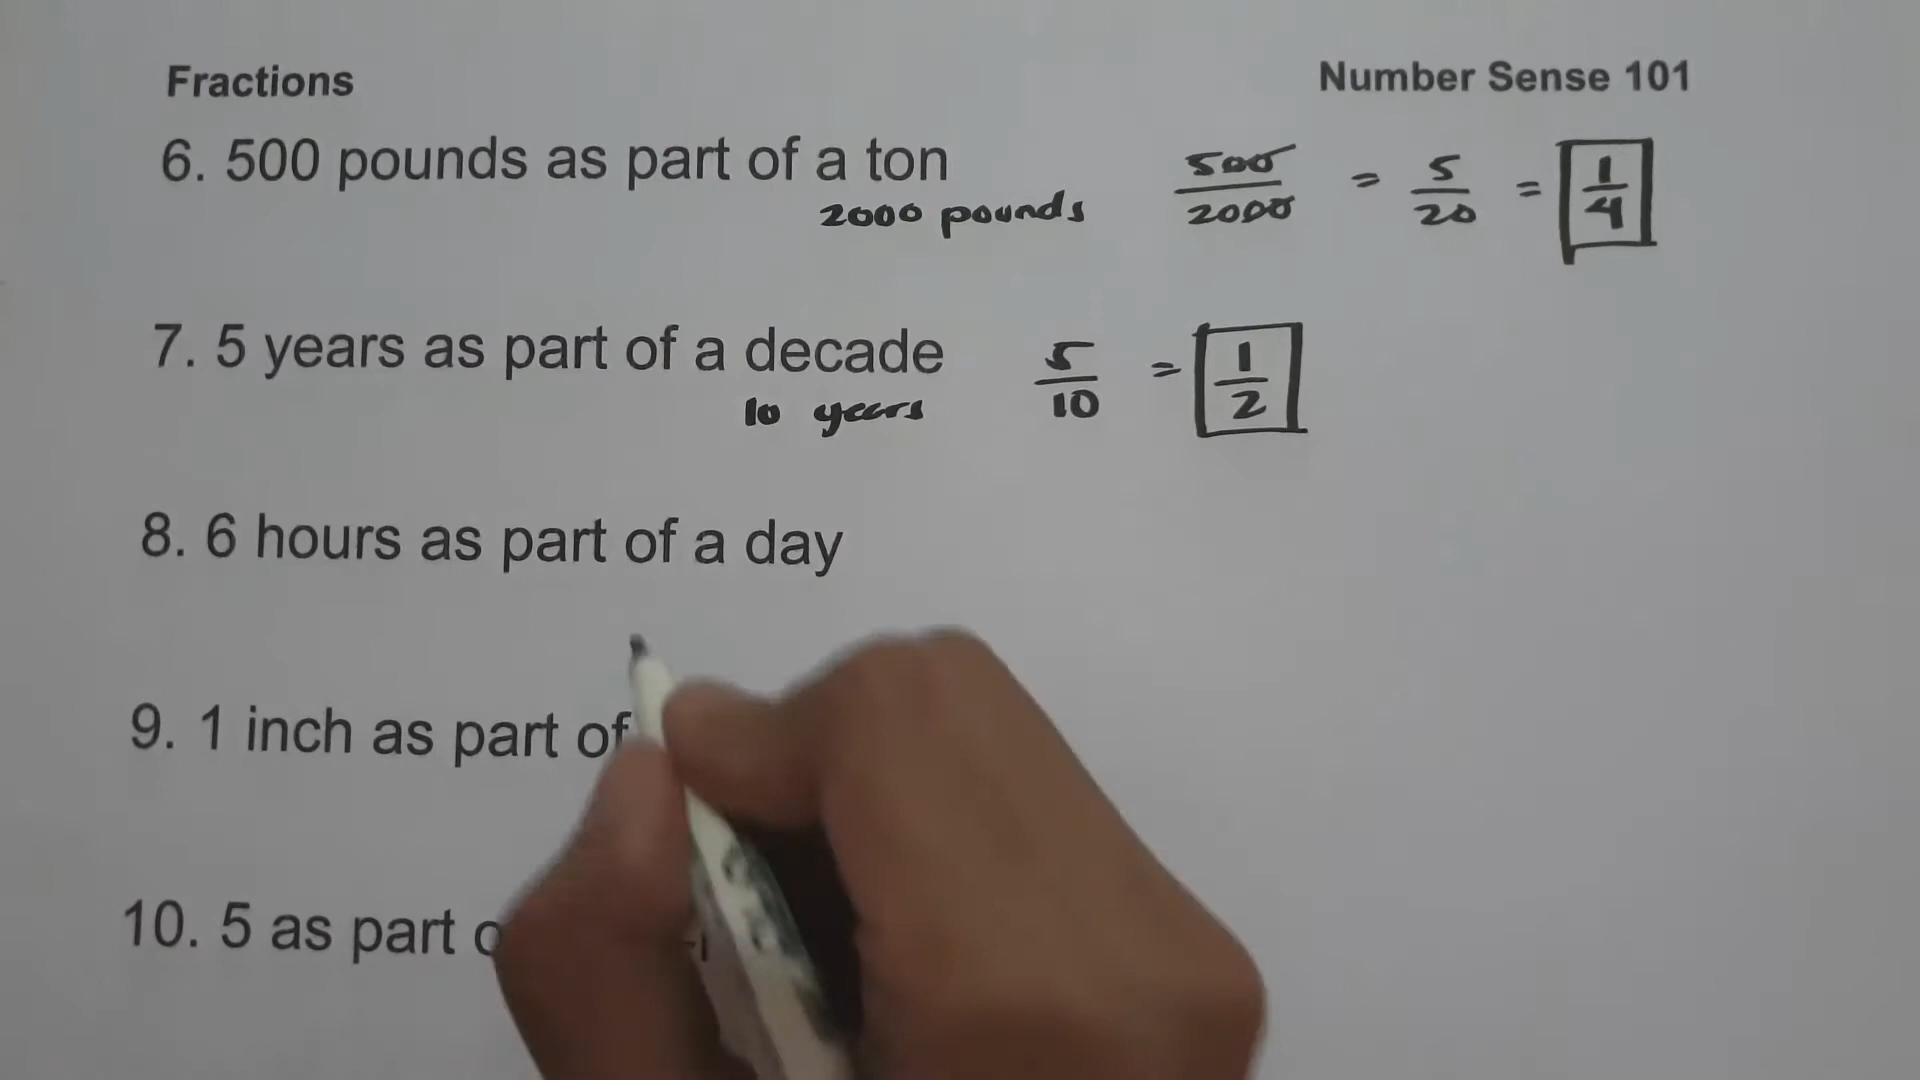 Fractions
Number Sense 101
6. 500 pounds as part of a ton
2000 pounds
500/2000 = 5/20 = 1/4
7. 5 years as part of a decade
10 years
5/10 = 1/2
8. 6 hours as part of a day
9. 1 inch as part of
10. 5 as part